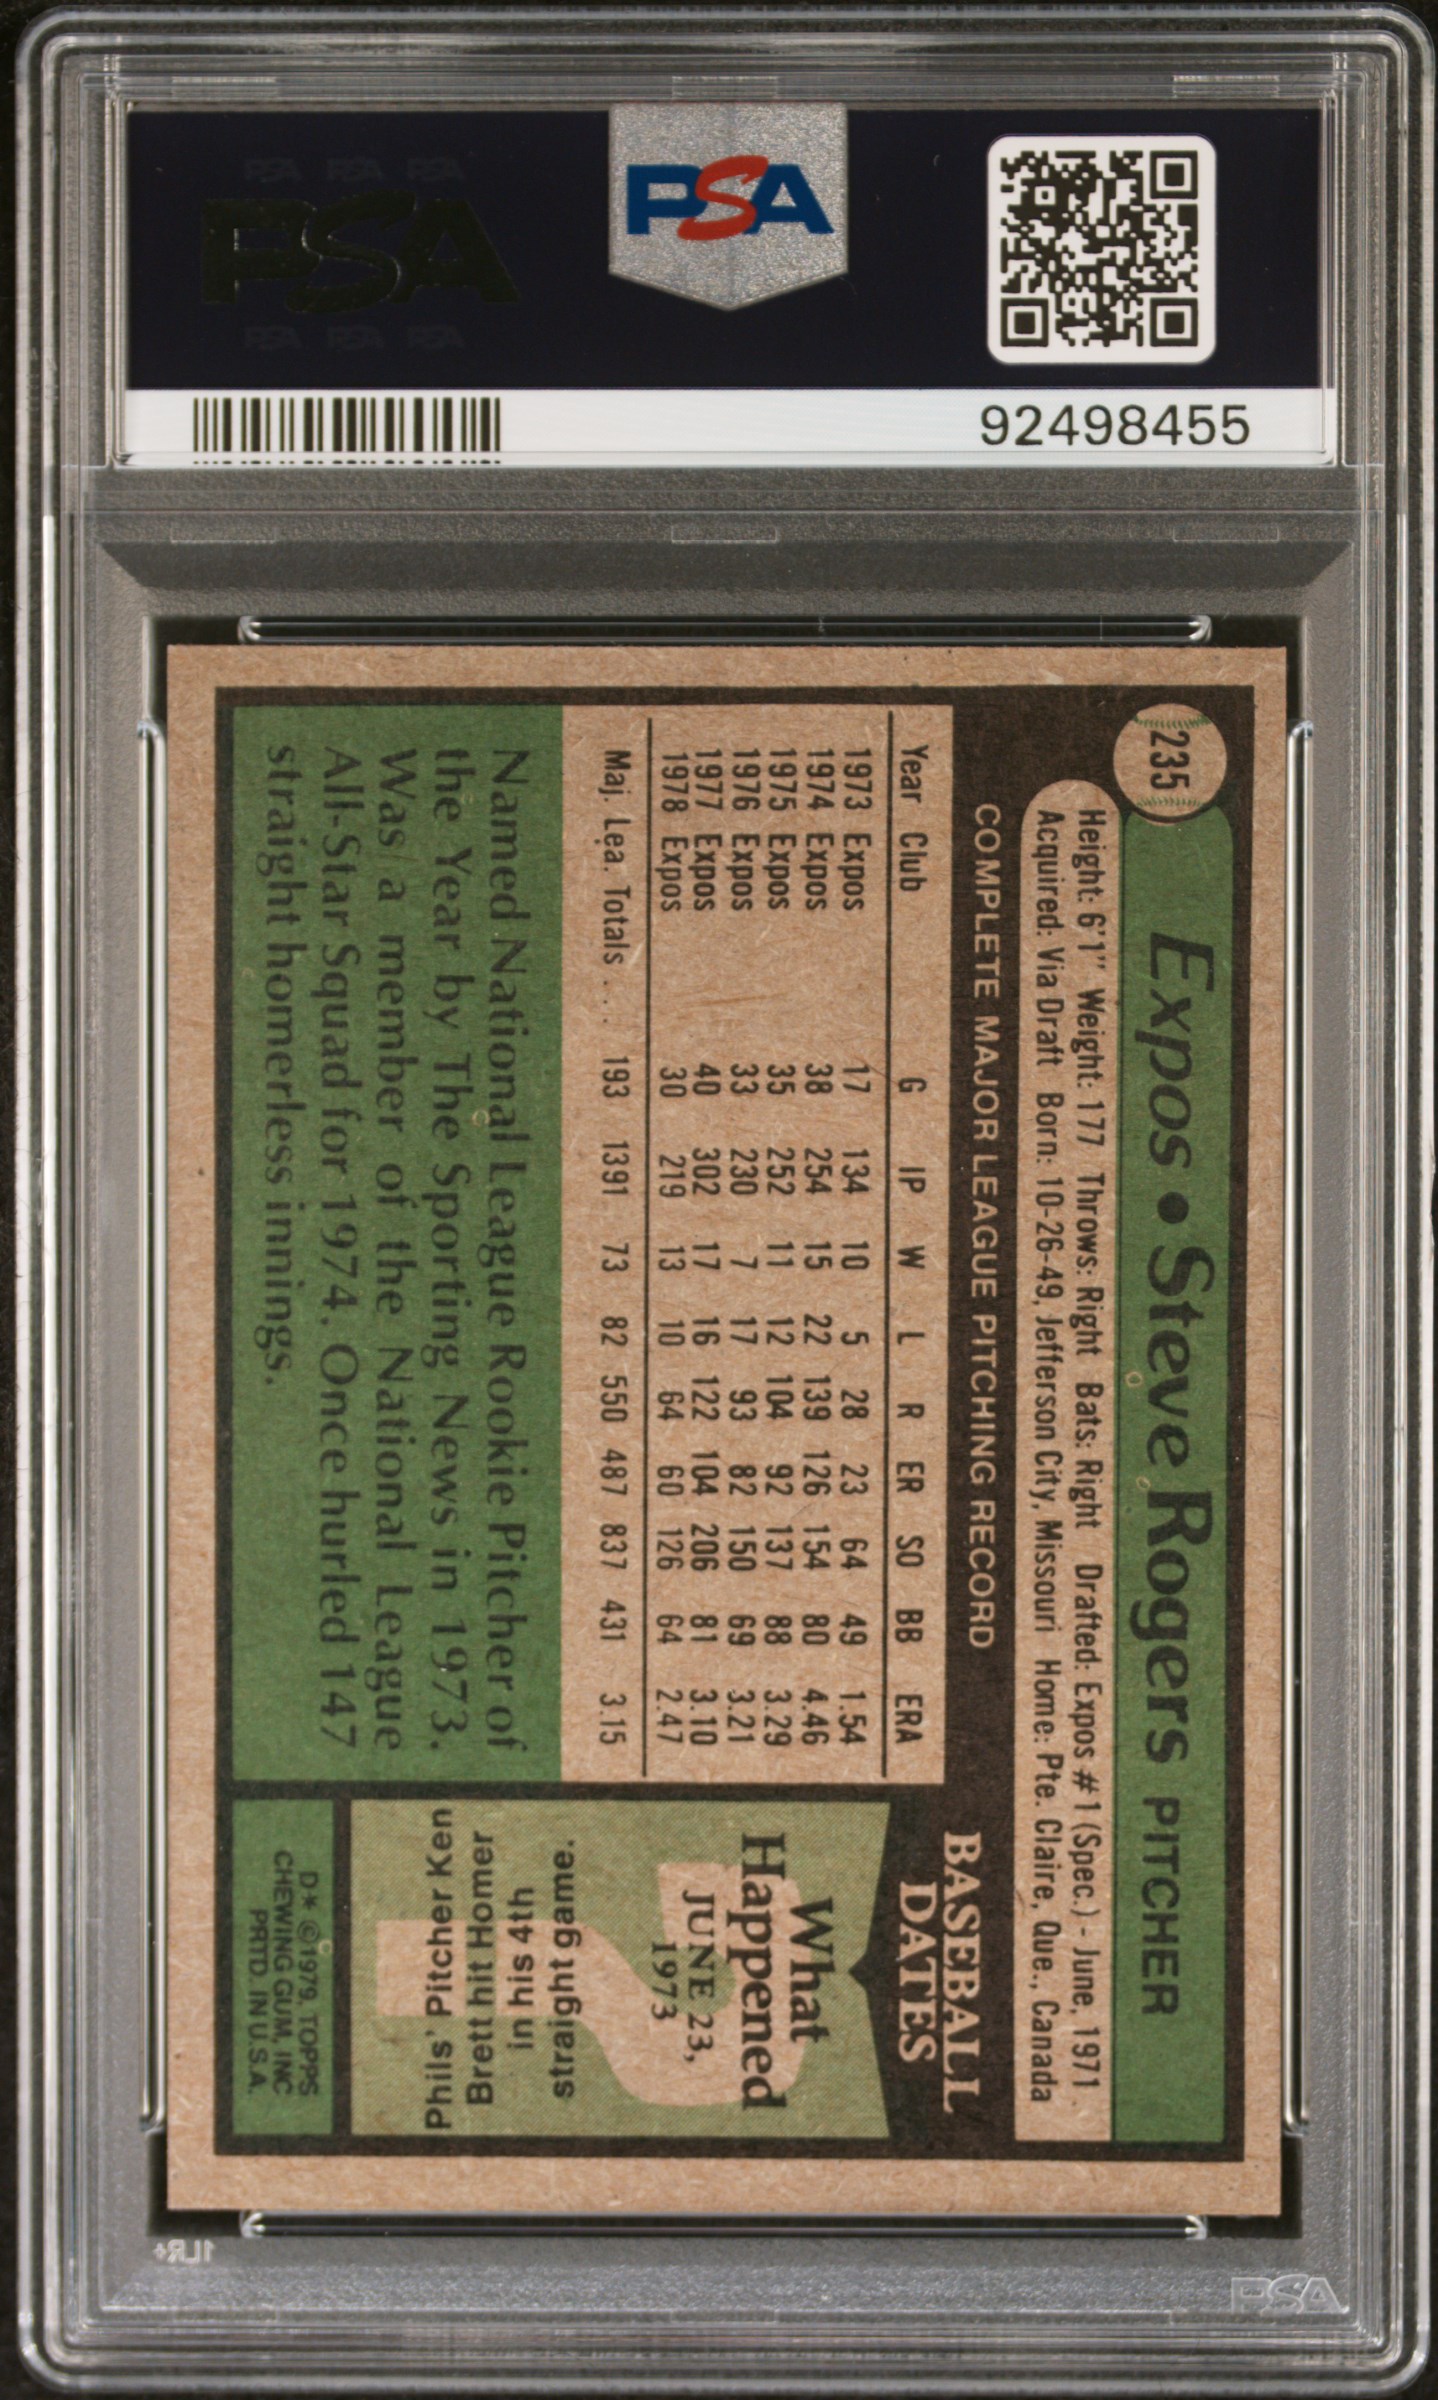 PSA PSA PSA
PSA
PSA PSA PSA
PSA
92498455
235
Expos • Steve Rogers PITCHER
Height: 6'1" Weight: 177 Throws: Right Bats: Right Drafted: Expos #1 (Spec.) - June, 1971
Acquired: Via Draft Born: 10-26-49, Jefferson City, Missouri Home: Pte. Claire, Que., Canada
COMPLETE MAJOR LEAGUE PITCHING RECORD
Year Club G IP W L R ER SO BB ERA
1973 Expos 17 134 10 5 28 23 64 49 1.54
1974 Expos 38 254 15 22 139 126 154 80 4.46
1975 Expos 35 252 11 12 104 92 137 88 3.29
1976 Expos 33 230 7 17 93 82 150 69 3.21
1977 Expos 40 302 17 16 122 104 206 81 3.10
1978 Expos 30 219 13 10 64 60 126 64 2.47
Maj. Lea. Totals . . . 193 1391 73 82 550 487 837 431 3.15
Named National League Rookie Pitcher of
the Year by The Sporting News in 1973.
Was a member of the National League
All-Star Squad for 1974. Once hurled 147
straight homerless innings.
BASEBALL
DATES
What
Happened
JUNE 23,
1973
Phils' Pitcher Ken
Brett hit Homer
in his 4th
straight game.
D* ©1979, TOPPS
CHEWING GUM, INC
PRTD. IN U.S.A.
1LR+
PSA